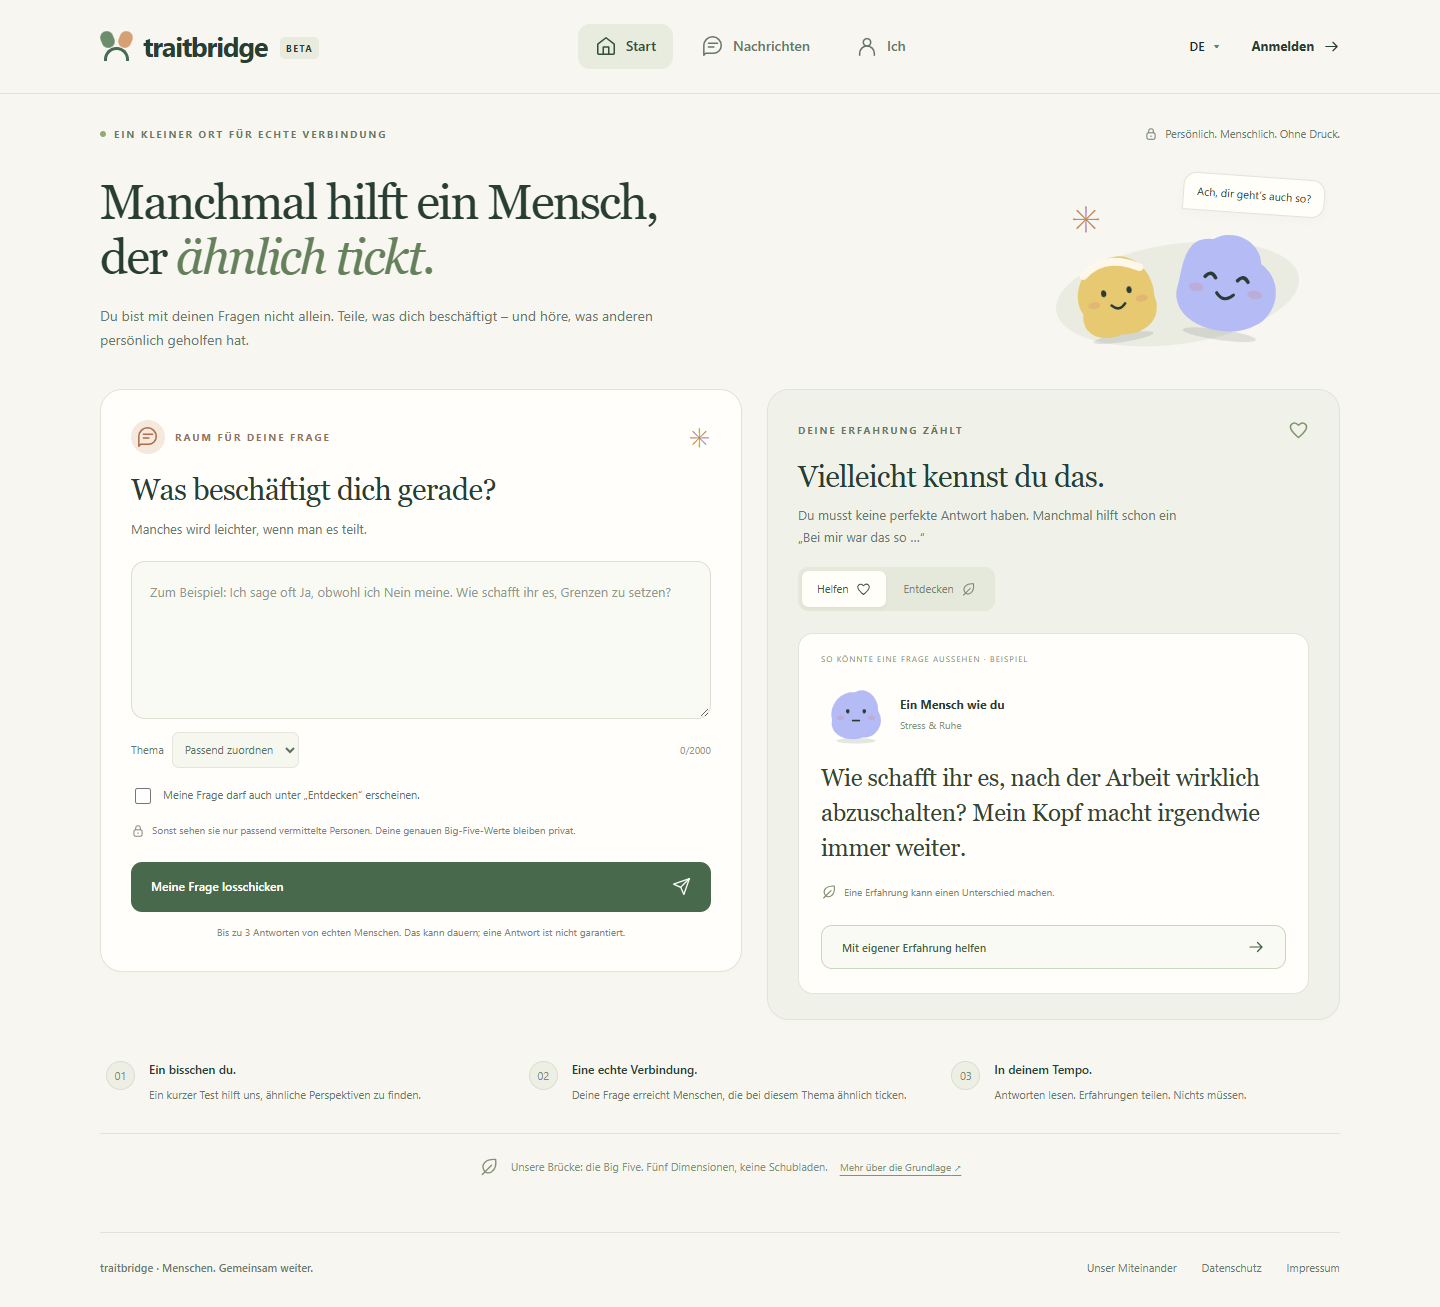 traitbridge BETA
Start
Nachrichten
Ich
DE
Anmelden →
EIN KLEINER ORT FÜR ECHTE VERBINDUNG
Persönlich. Menschlich. Ohne Druck.
Manchmal hilft ein Mensch,
der ähnlich tickt.
Ach, dir geht's auch so?
Du bist mit deinen Fragen nicht allein. Teile, was dich beschäftigt – und höre, was anderen
persönlich geholfen hat.
RAUM FÜR DEINE FRAGE
Was beschäftigt dich gerade?
Manches wird leichter, wenn man es teilt.
Zum Beispiel: Ich sage oft Ja, obwohl ich Nein meine. Wie schafft ihr es, Grenzen zu setzen?
Thema
Passend zuordnen
0/2000
Meine Frage darf auch unter „Entdecken“ erscheinen.
Sonst sehen sie nur passend vermittelte Personen. Deine genauen Big-Five-Werte bleiben privat.
Meine Frage losschicken
Bis zu 3 Antworten von echten Menschen. Das kann dauern; eine Antwort ist nicht garantiert.
DEINE ERFAHRUNG ZÄHLT
Vielleicht kennst du das.
Du musst keine perfekte Antwort haben. Manchmal hilft schon ein
„Bei mir war das so …“
Helfen
Entdecken
SO KÖNNTE EINE FRAGE AUSSEHEN · BEISPIEL
Ein Mensch wie du
Stress & Ruhe
Wie schafft ihr es, nach der Arbeit wirklich
abzuschalten? Mein Kopf macht irgendwie
immer weiter.
Eine Erfahrung kann einen Unterschied machen.
Mit eigener Erfahrung helfen →
01
Ein bisschen du.
Ein kurzer Test hilft uns, ähnliche Perspektiven zu finden.
02
Eine echte Verbindung.
Deine Frage erreicht Menschen, die bei diesem Thema ähnlich ticken.
03
In deinem Tempo.
Antworten lesen. Erfahrungen teilen. Nichts müssen.
Unsere Brücke: die Big Five. Fünf Dimensionen, keine Schubladen.
Mehr über die Grundlage ↗
traitbridge · Menschen. Gemeinsam weiter.
Unser Miteinander
Datenschutz
Impressum